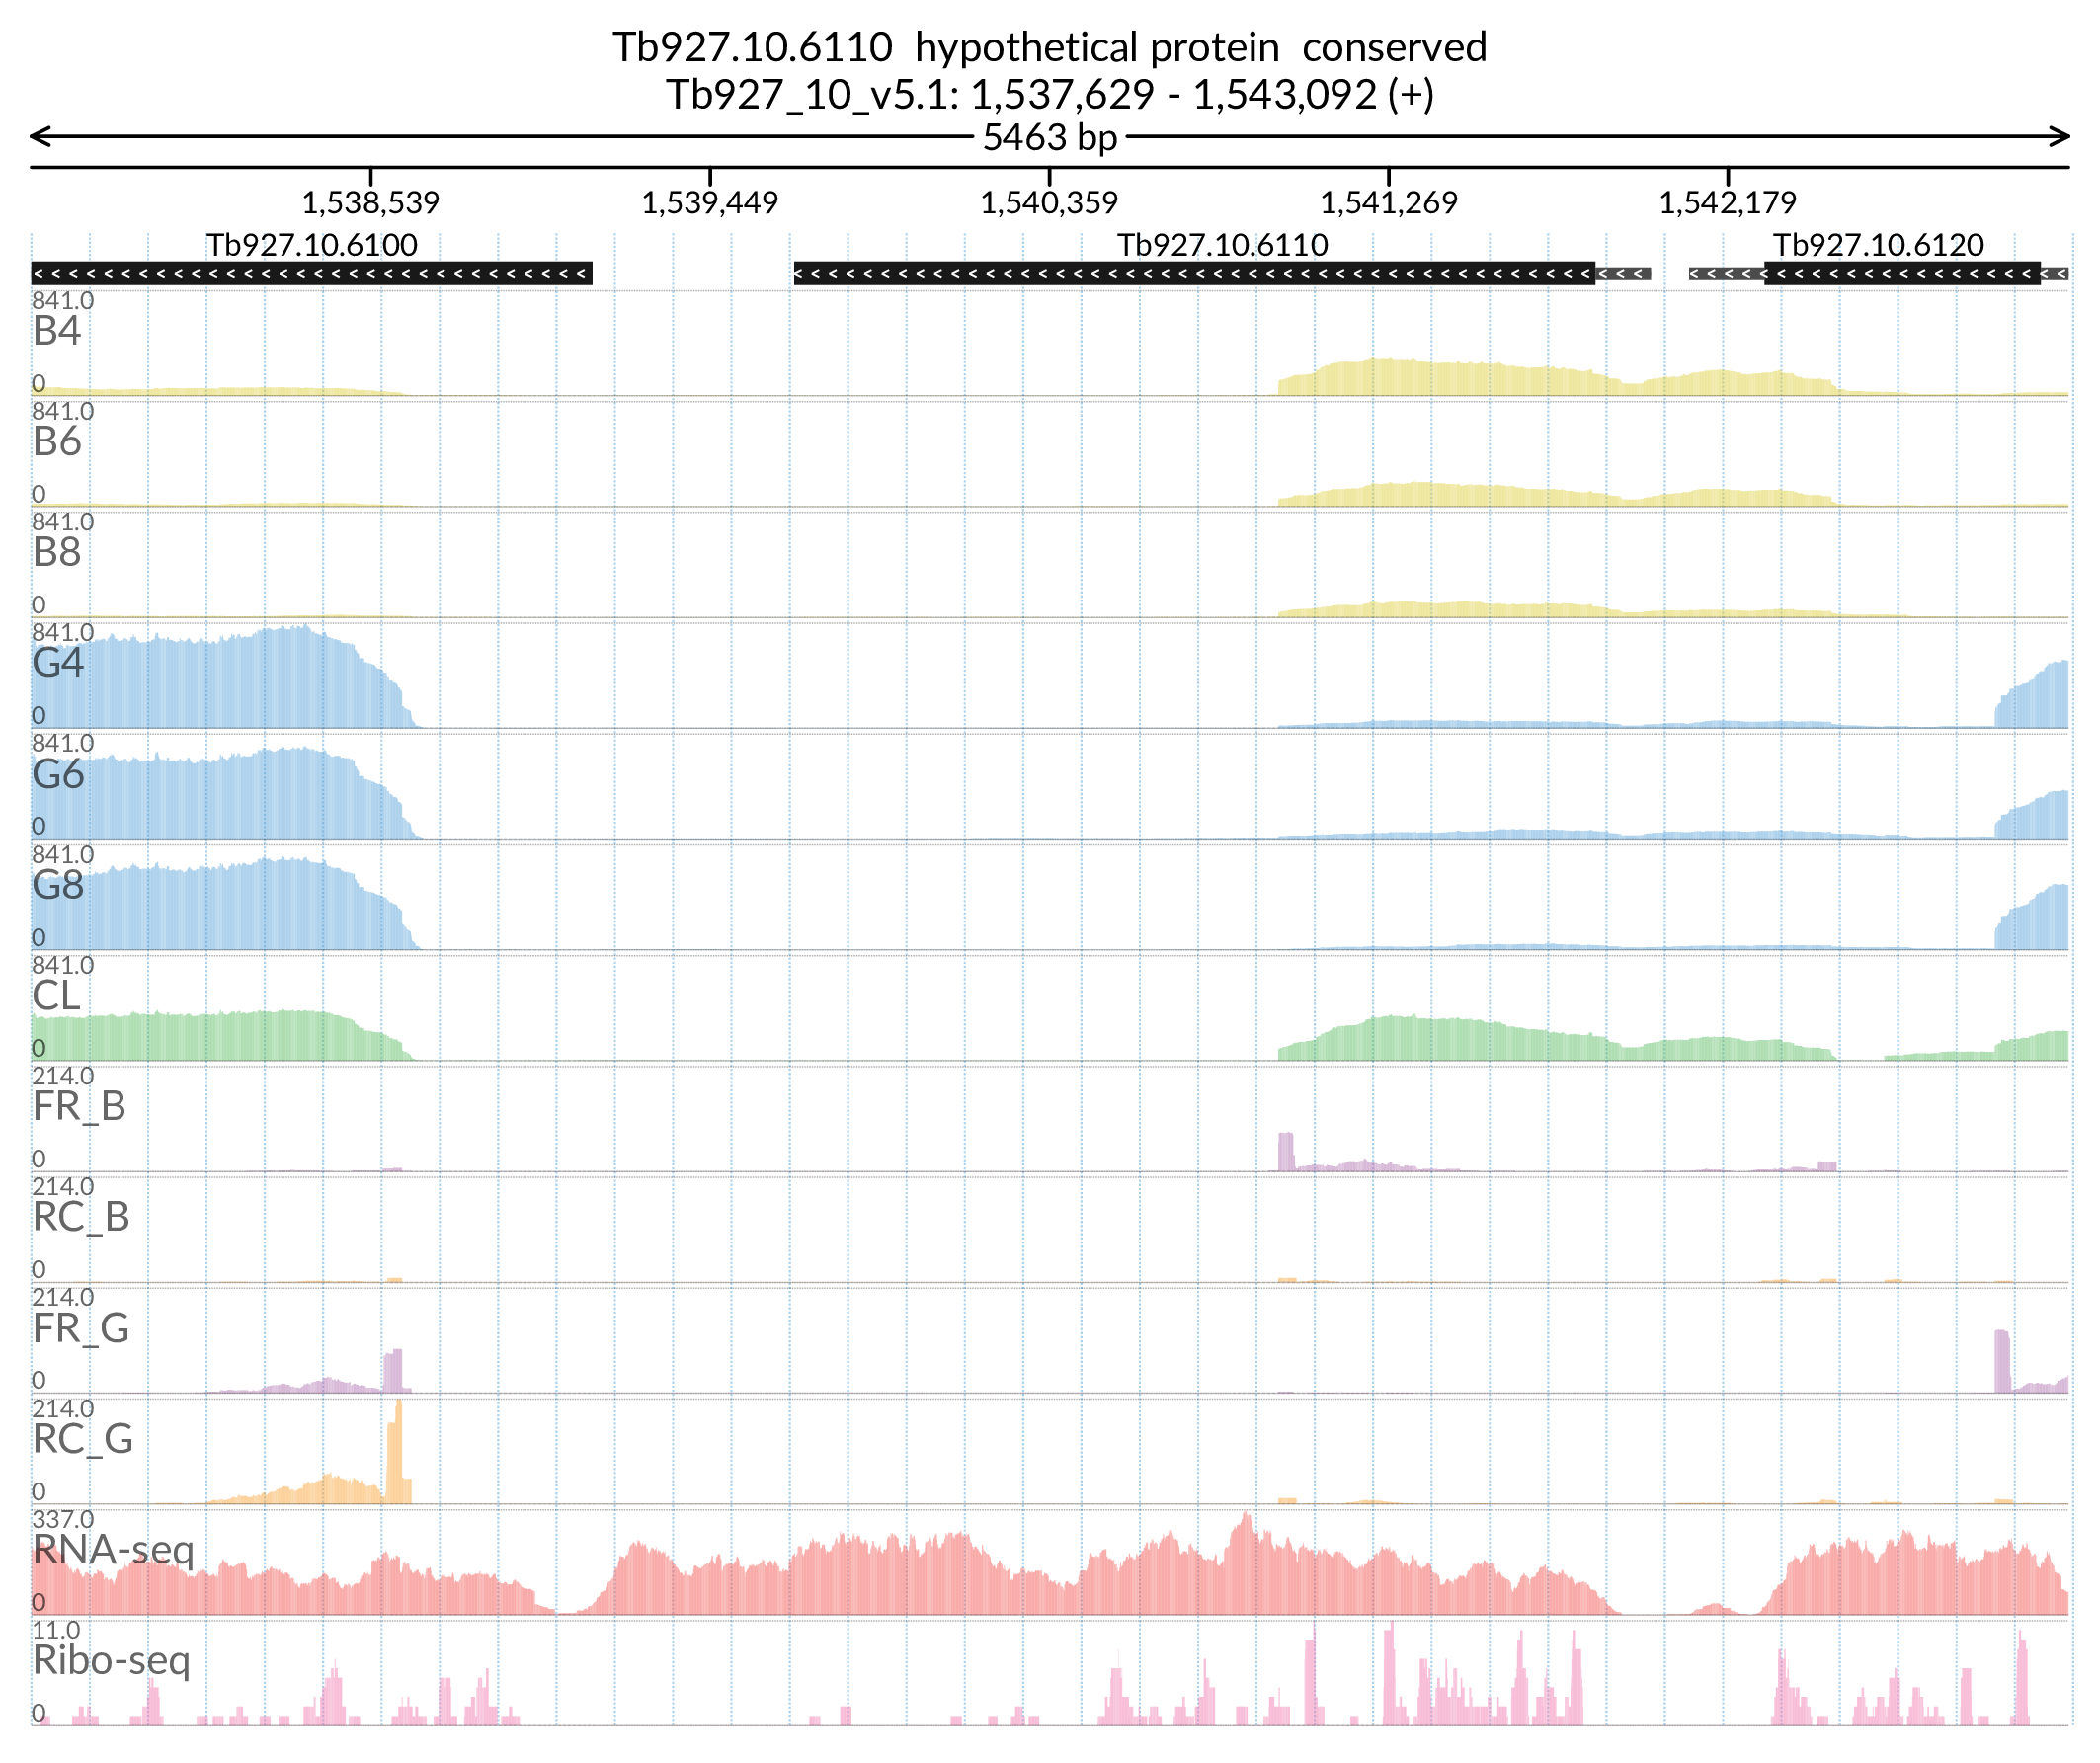 Tb927.10.6110 hypothetical protein conserved
Tb927_10_v5.1: 1,537,629 - 1,543,092 (+)
5463 bp
1,538,539 1,539,449 1,540,359 1,541,269 1,542,179
Tb927.10.6100 Tb927.10.6110 Tb927.10.6120
841.0
B4
0
841.0
B6
0
841.0
B8
0
841.0
G4
0
841.0
G6
0
841.0
G8
0
841.0
CL
0
214.0
FR_B
0
214.0
RC_B
0
214.0
FR_G
0
214.0
RC_G
0
337.0
RNA-seq
0
11.0
Ribo-seq
0